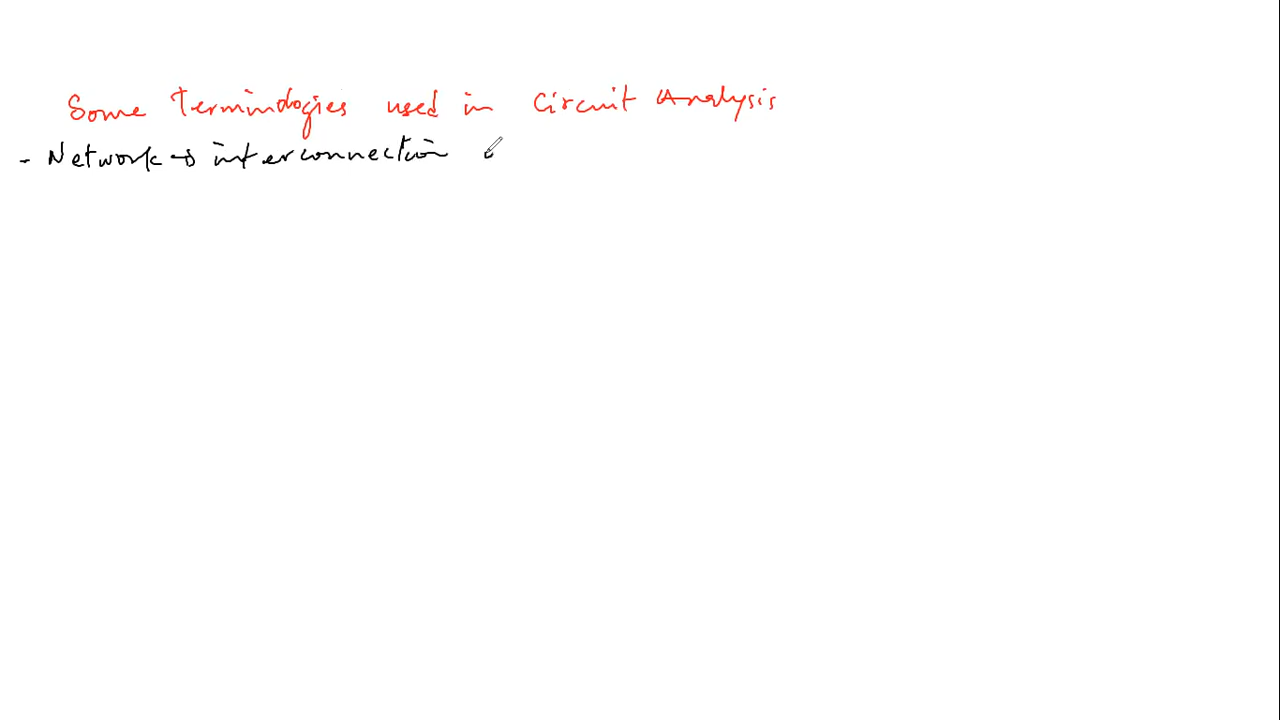 Some Terminologies used in Circuit Analysis
- Network → interconnection